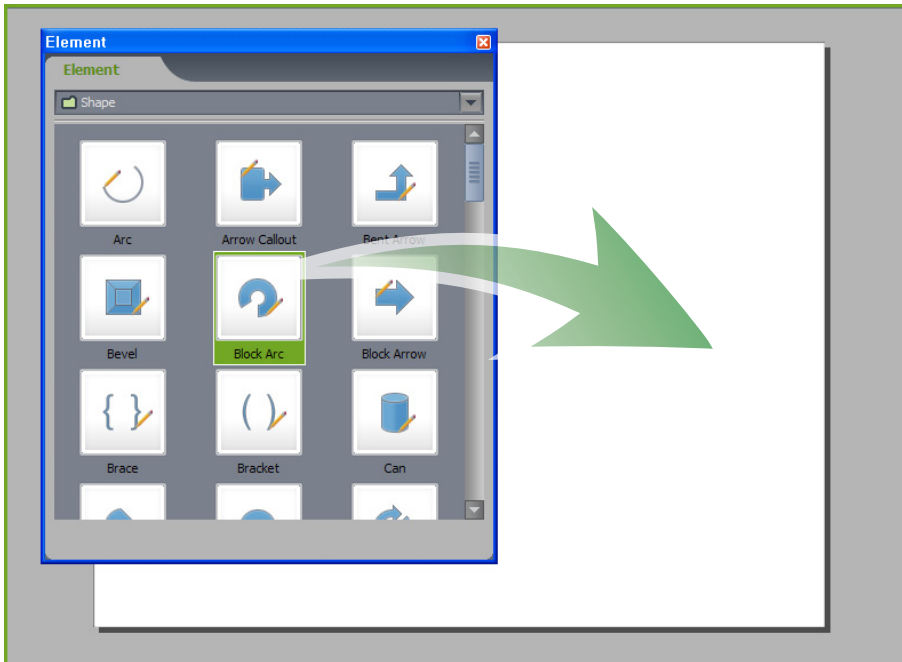 Element
Element
Shape
Arc
Arrow Callout
Bent Arrow
Bevel
Block Arc
Block Arrow
Brace
Bracket
Can